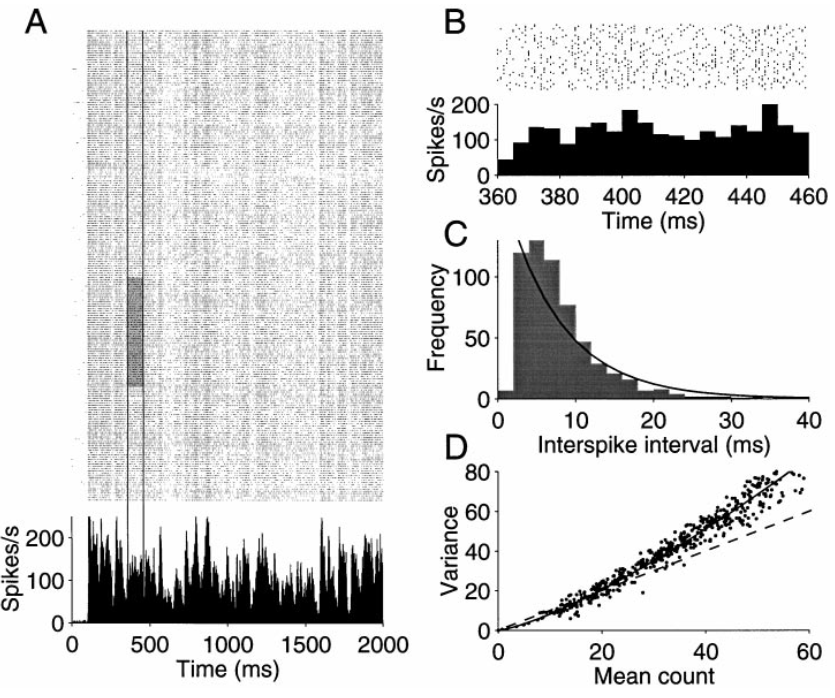 A
Spikes/s
200
100
0
0 500 1000 1500 2000
Time (ms)
B
Spikes/s
200
100
0
360 380 400 420 440 460
Time (ms)
C
Frequency
100
50
0
0 10 20 30 40
Interspike interval (ms)
D
Variance
80
60
40
20
0
0 20 40 60
Mean count